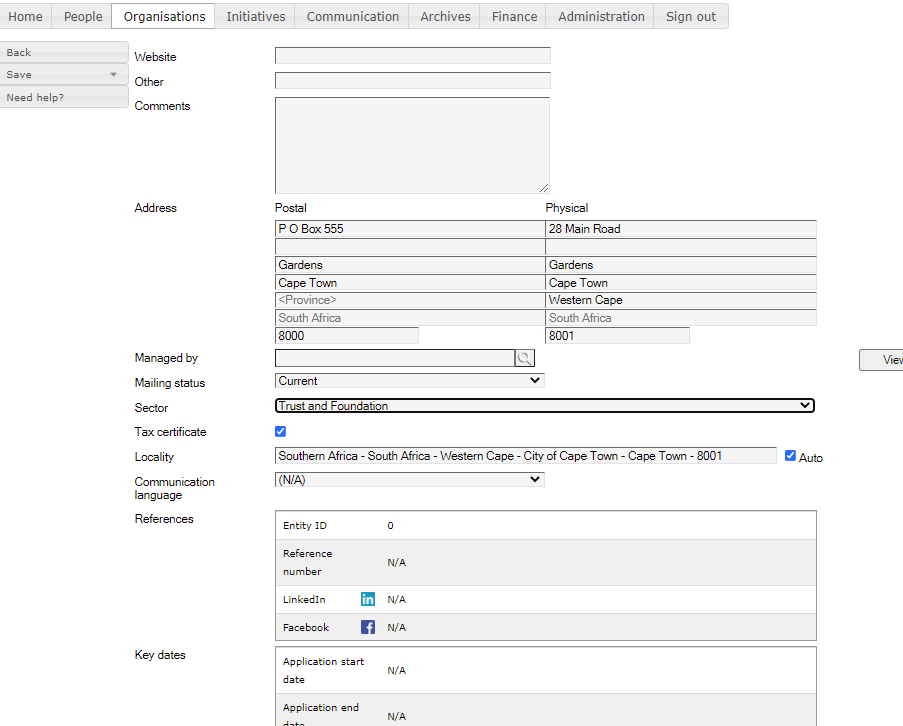 Home People Organisations Initiatives Communication Archives Finance Administration Sign out
Back
Save
Need help?
Website
Other
Comments
Address Postal Physical
P O Box 555 28 Main Road
Gardens Gardens
Cape Town Cape Town
<Province> Western Cape
South Africa South Africa
8000 8001
Managed by
View
Mailing status Current
Sector Trust and Foundation
Tax certificate
Locality Southern Africa - South Africa - Western Cape - City of Cape Town - Cape Town - 8001 Auto
Communication
language
(N/A)
References
Entity ID 0
Reference
number
N/A
LinkedIn in N/A
Facebook f N/A
Key dates
Application start
date
N/A
Application end
date
N/A